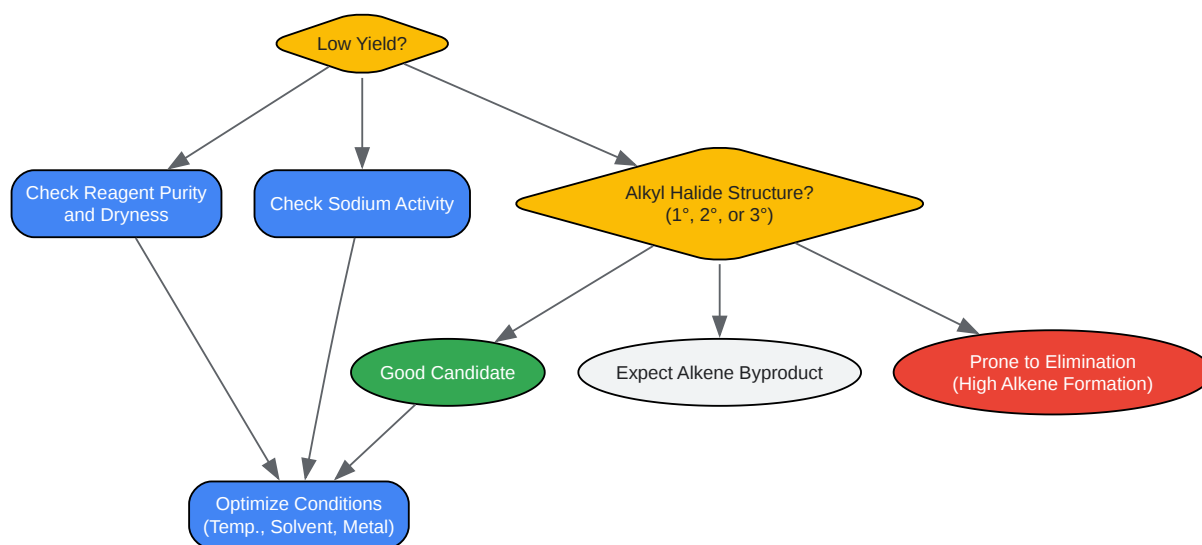 Low Yield?
Check Reagent Purity
and Dryness
Check Sodium Activity
Alkyl Halide Structure?
(1°, 2°, or 3°)
Good Candidate
Expect Alkene Byproduct
Prone to Elimination
(High Alkene Formation)
Optimize Conditions
(Temp., Solvent, Metal)